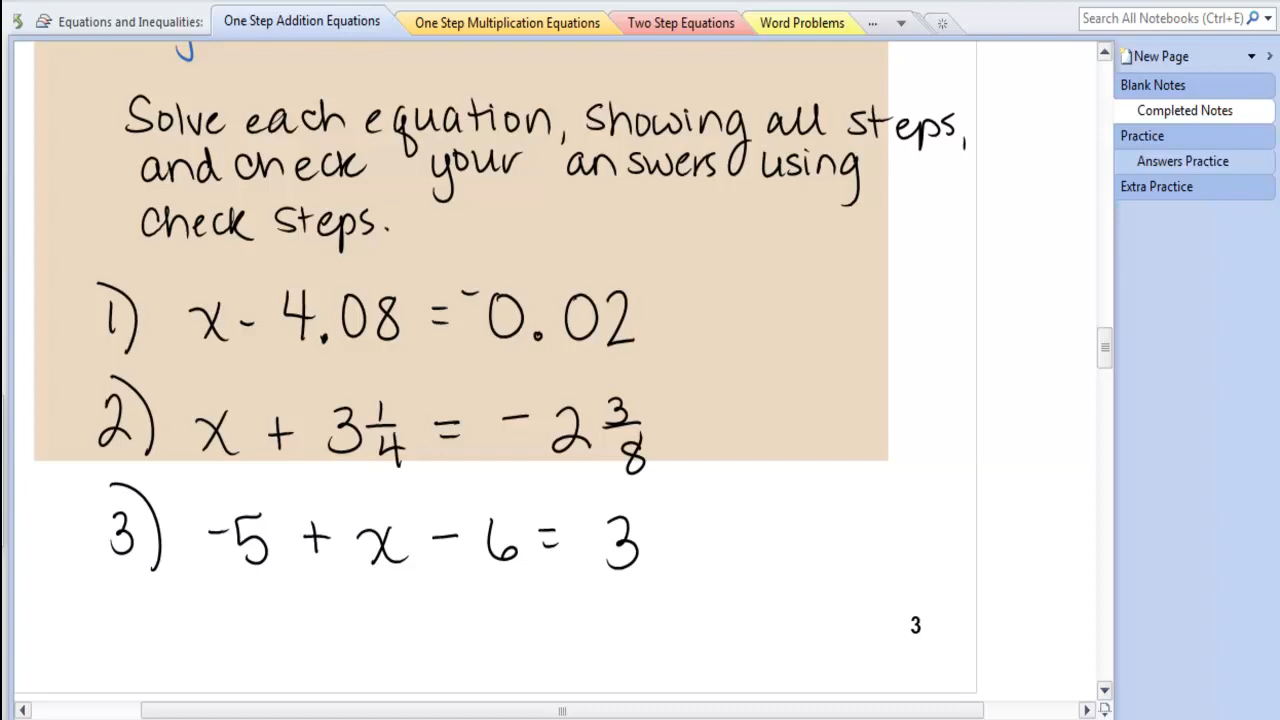 Equations and Inequalities: One Step Addition Equations One Step Multiplication Equations Two Step Equations Word Problems ... Search All Notebooks (Ctrl+E)
New Page
Blank Notes
Completed Notes
Practice
Answers Practice
Extra Practice
Solve each equation, showing all steps,
and check your answers using
check steps.
1) x - 4.08 = -0.02
2) x + 3 1/4 = - 2 3/8
3) -5 + x - 6 = 3
3